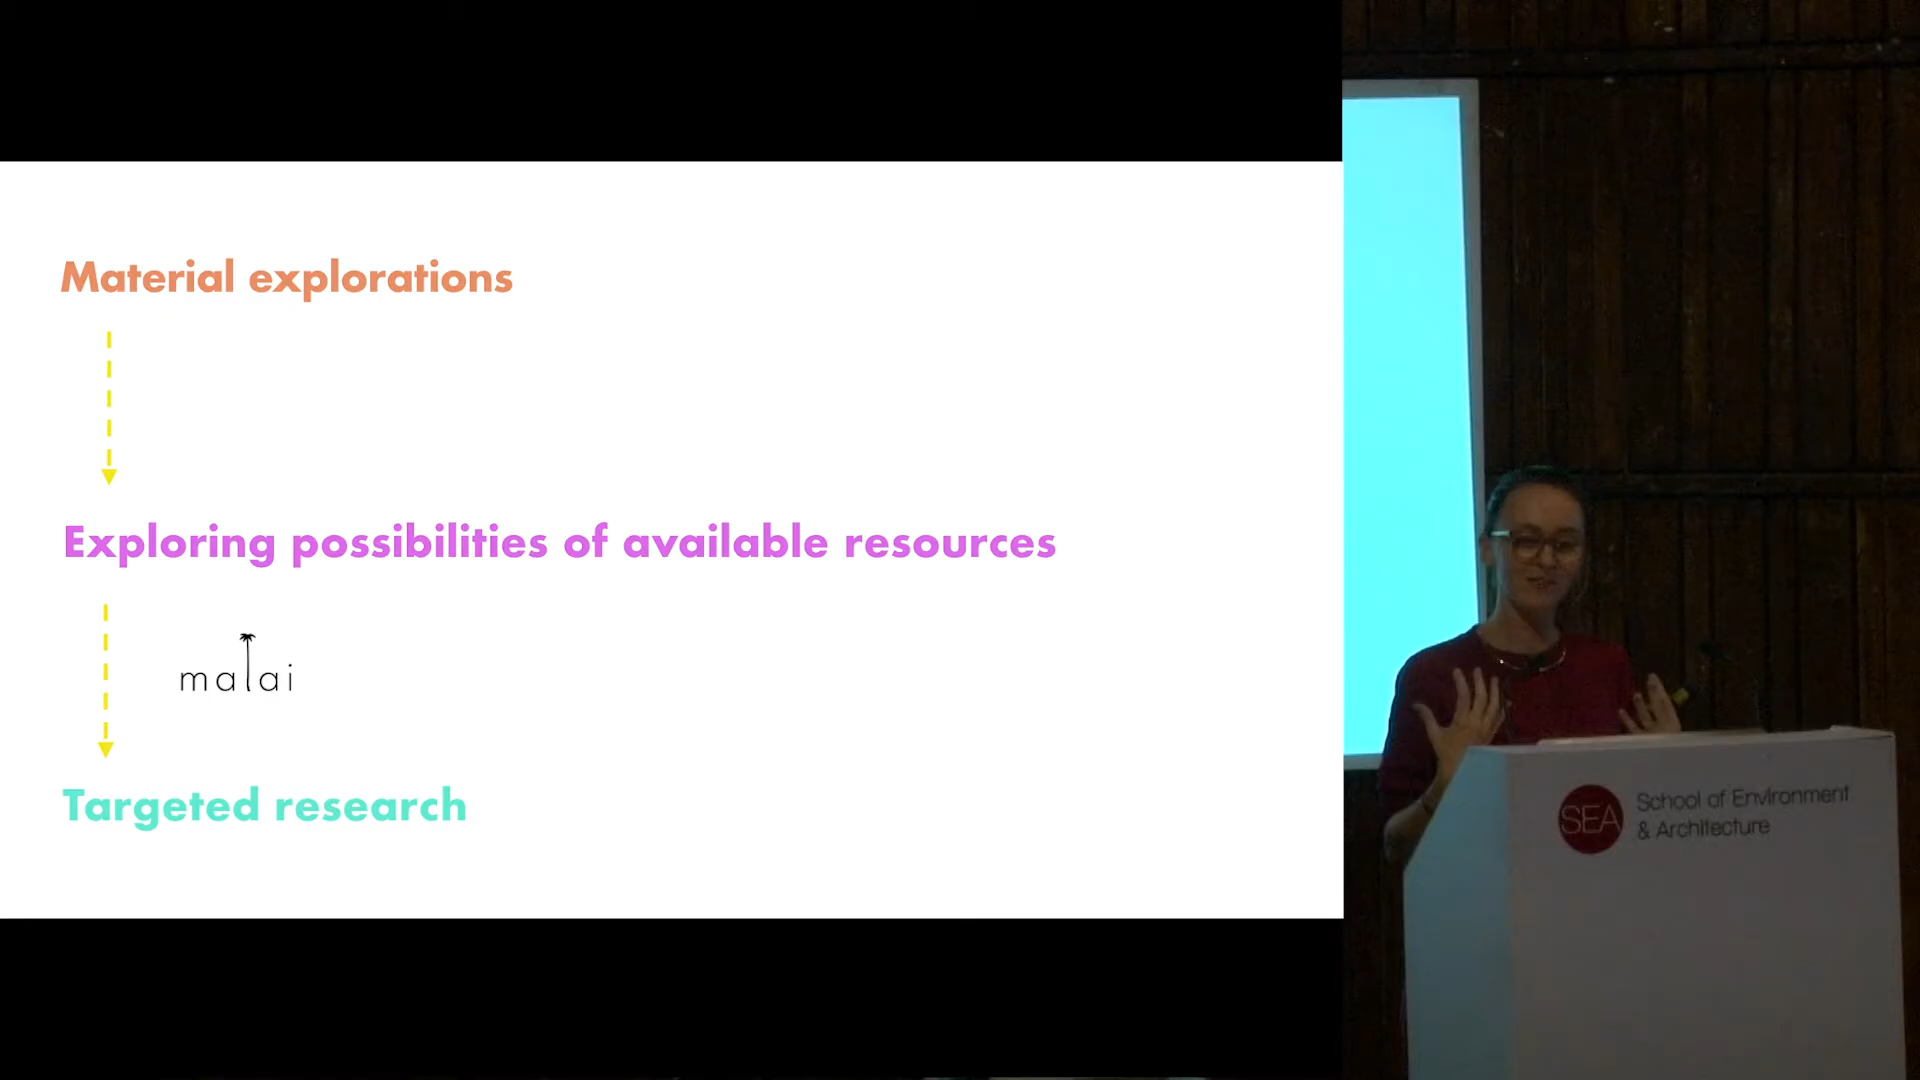 Material explorations
Exploring possibilities of available resources
malai
Targeted research
SEA
School of Environment
& Architecture